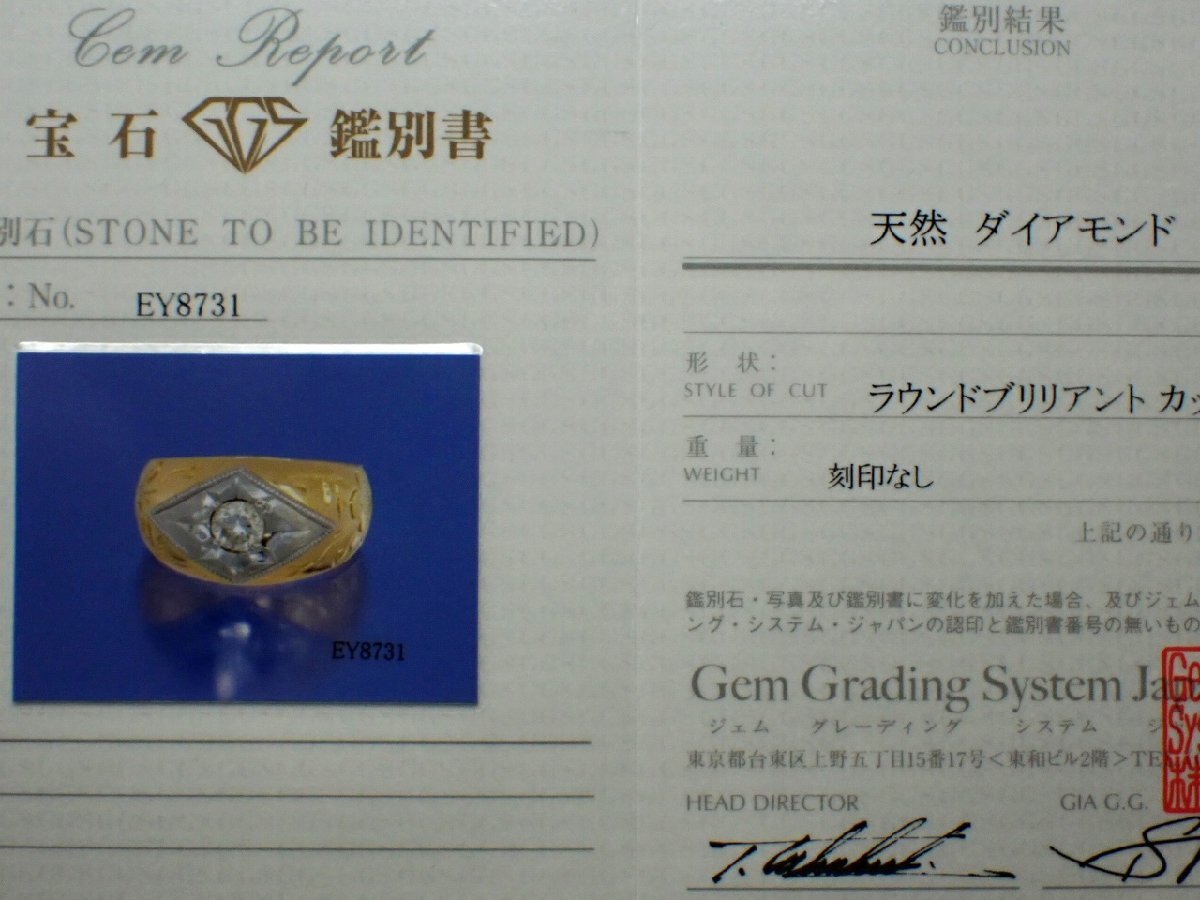 Gem Report
宝石 GGS 鑑別書
別石(STONE TO BE IDENTIFIED)
: No. EY8731
EY8731
鑑別結果
CONCLUSION
天然 ダイアモンド
形 状:
STYLE OF CUT
ラウンドブリリアント カッ
重 量:
WEIGHT
刻印なし
上記の通り
鑑別石・写真及び鑑別書に変化を加えた場合、及びジェム
ング・システム・ジャパンの認印と鑑別書番号の無いもの
Gem Grading System Ja
ジェム グレーディング システム ジ
東京都台東区上野五丁目15番17号<東和ビル2階>TE
HEAD DIRECTOR GIA G.G.